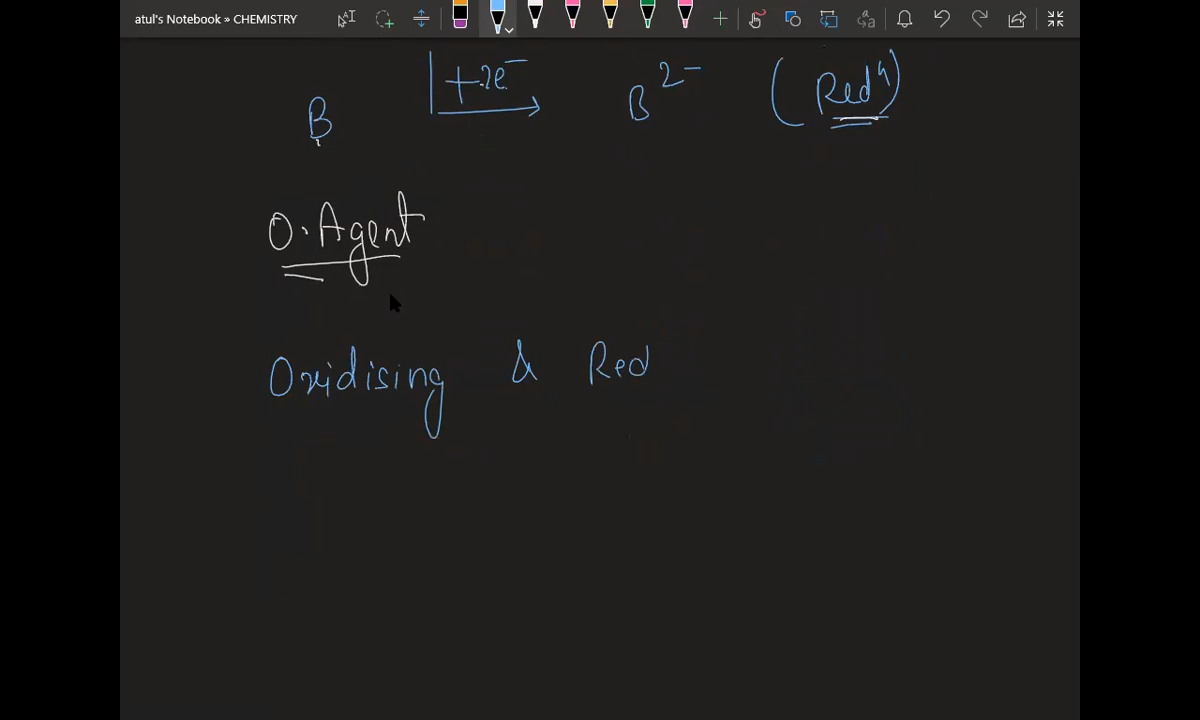 atul's Notebook » CHEMISTRY
B +2e⁻ B²⁻ (Redⁿ)
O. Agent
Oxidising & Red